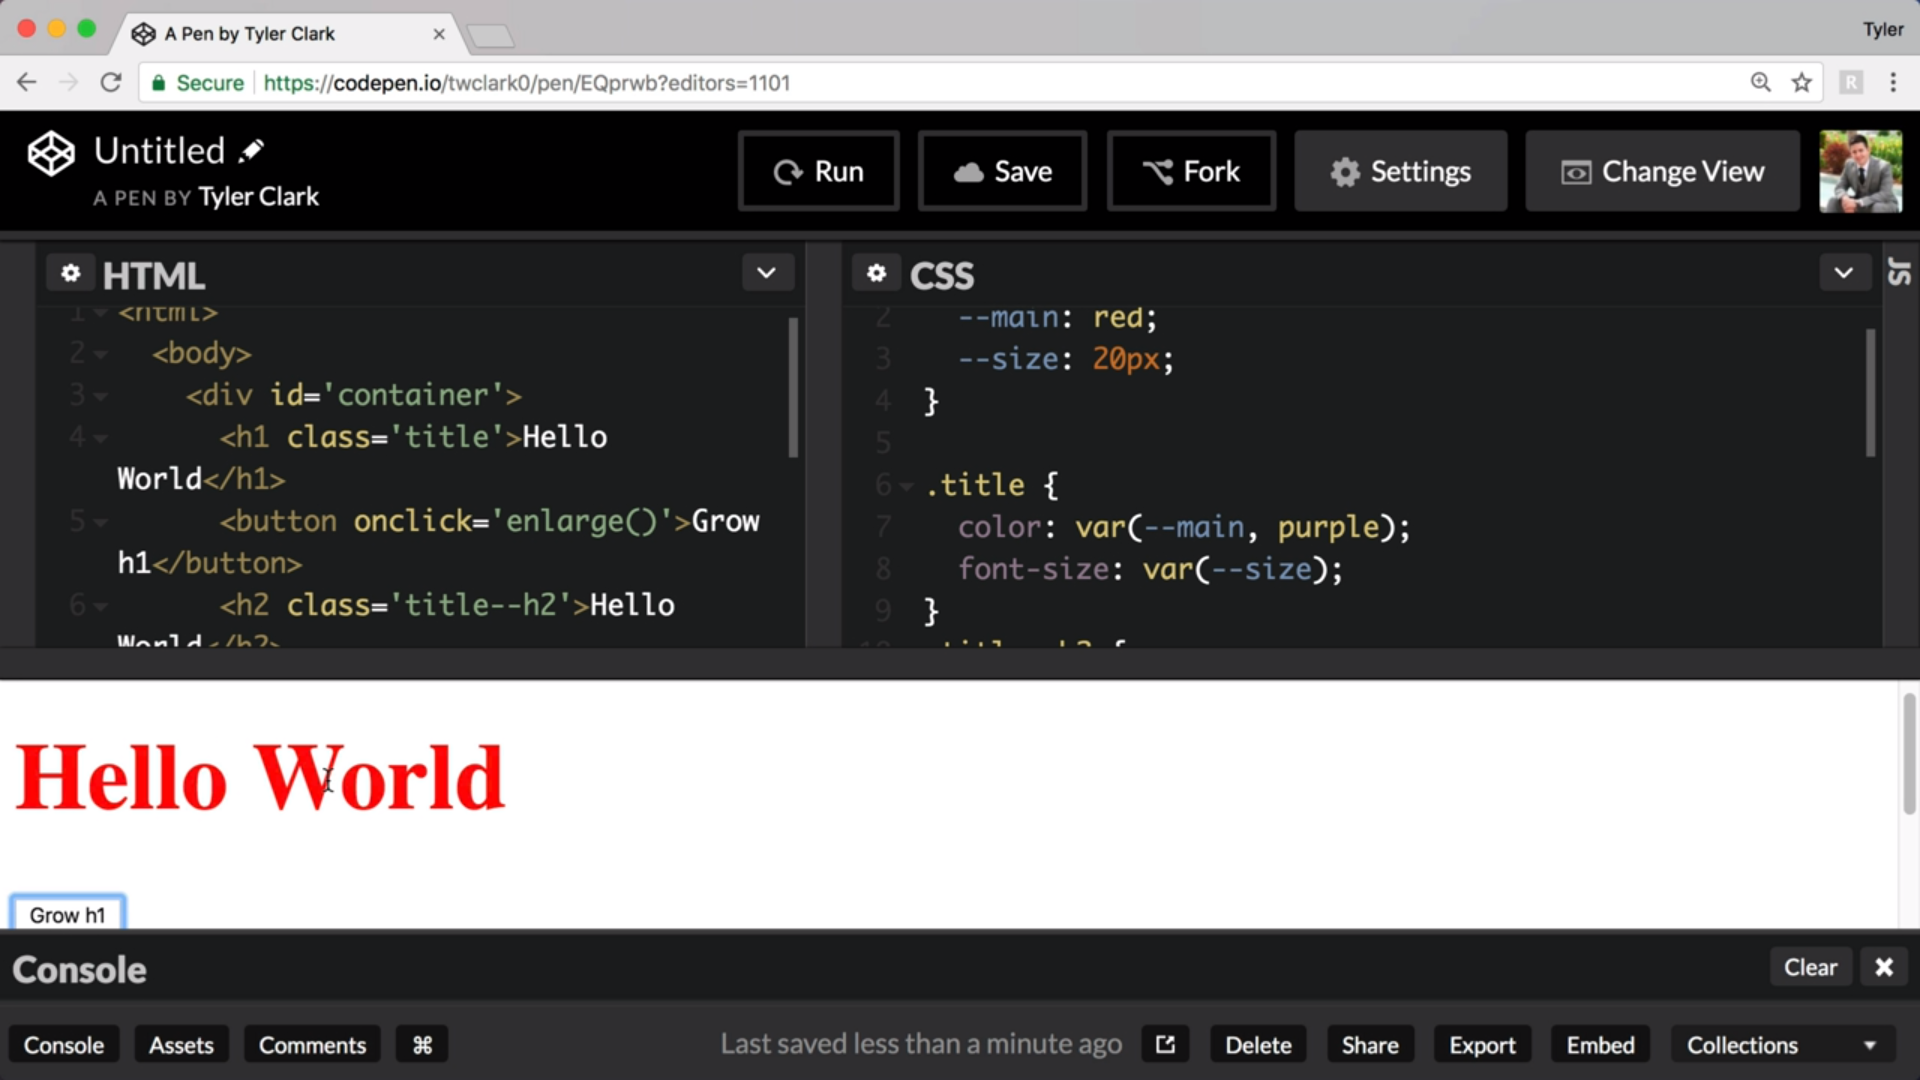 A Pen by Tyler Clark
Tyler
Secure
https://codepen.io/twclark0/pen/EQprwb?editors=1101
R
Untitled
A PEN BY Tyler Clark
Run
Save
Fork
Settings
Change View
HTML
1 <html>
2 <body>
3 <div id='container'>
4 <h1 class='title'>Hello
World</h1>
5 <button onclick='enlarge()'>Grow
h1</button>
6 <h2 class='title--h2'>Hello
World</h2>
CSS
2 --main: red;
3 --size: 20px;
4 }
5
6 .title {
7 color: var(--main, purple);
8 font-size: var(--size);
9 }
JS
Hello World
Grow h1
Console
Clear
Console
Assets
Comments
⌘
Last saved less than a minute ago
Delete
Share
Export
Embed
Collections